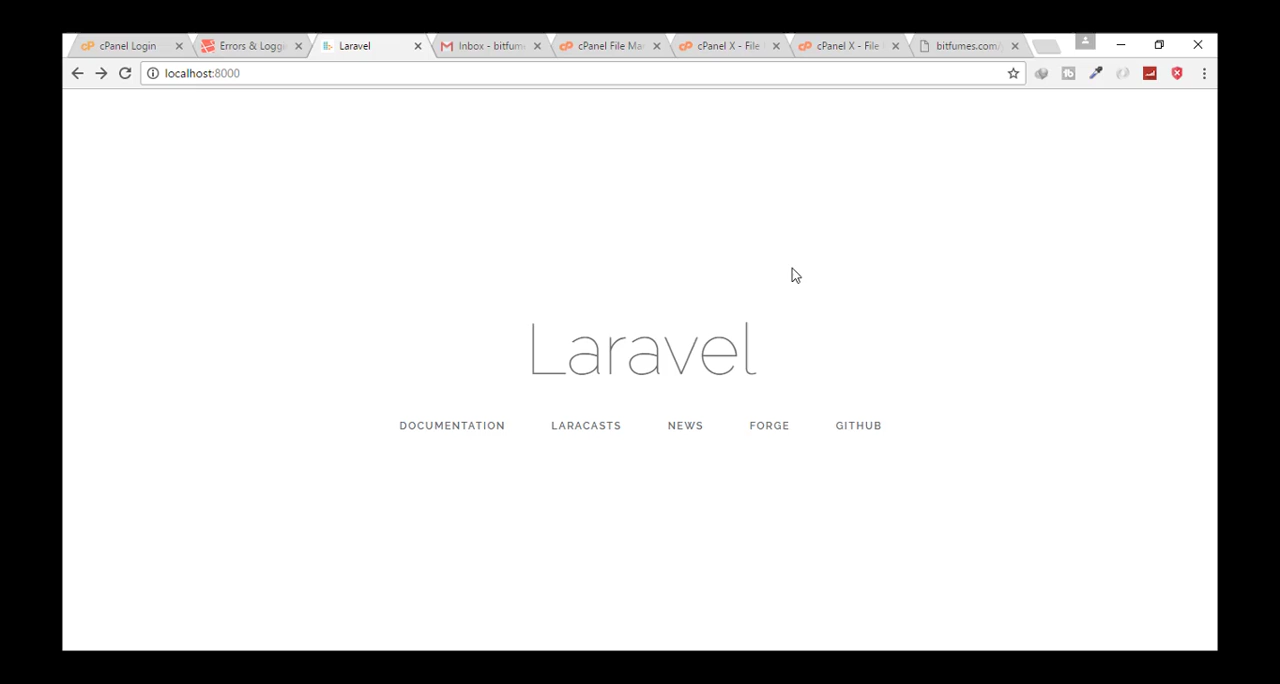 cPanel Login
Errors & Loggi
Laravel
Inbox - bitfum
cPanel File Ma
cPanel X - File
cPanel X - File
bitfumes.com/
localhost:8000
fb
Laravel
DOCUMENTATION LARACASTS NEWS FORGE GITHUB